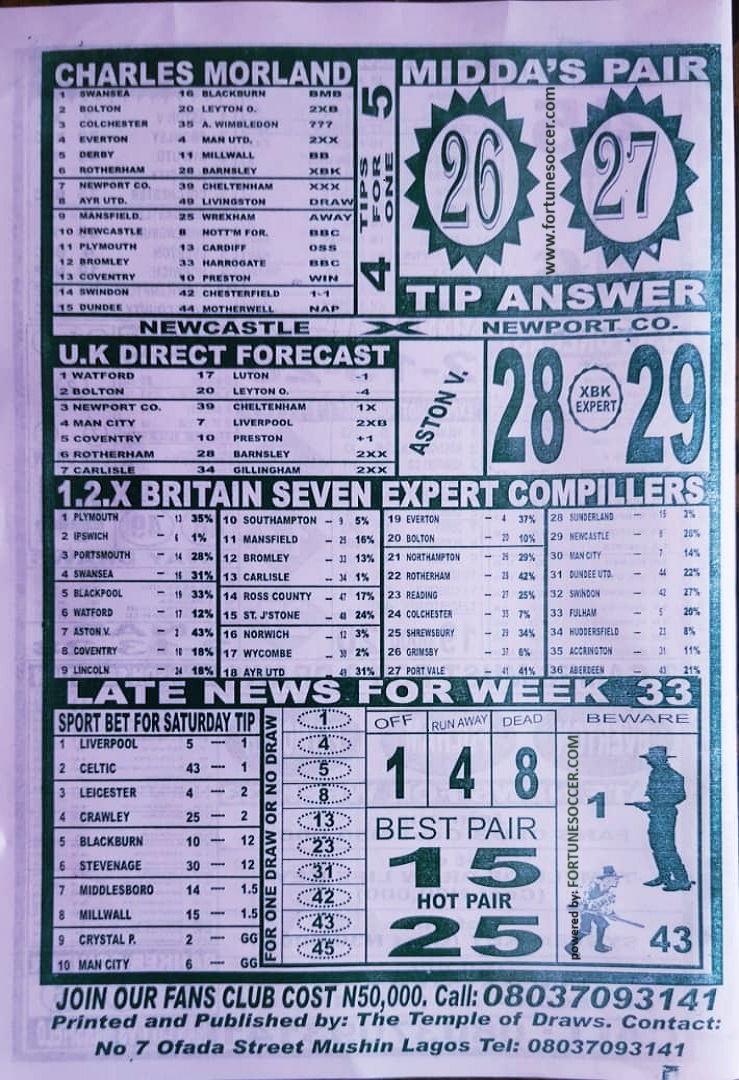 CHARLES MORLAND
1 SWANSEA 16 BLACKBURN BMB
2 BOLTON 20 LEYTON O. 2XB
3 COLCHESTER 35 A. WIMBLEDON ???
4 EVERTON 4 MAN UTD. 2XX
5 DERBY 11 MILLWALL BB
6 ROTHERHAM 28 BARNSLEY XBK
7 NEWPORT CO. 39 CHELTENHAM XXX
8 AYR UTD. 49 LIVINGSTON DRAW
9 MANSFIELD. 25 WREXHAM AWAY
10 NEWCASTLE 8 NOTT'M FOR. BBC
11 PLYMOUTH 13 CARDIFF OSS
12 BROMLEY 33 HARROGATE BBC
13 COVENTRY 10 PRESTON WIN
14 SWINDON 42 CHESTERFIELD 1-1
15 DUNDEE 44 MOTHERWELL NAP
4 TIPS FOR ONE 5
MIDDA'S PAIR
26 27
www.fortunesoccer.com
TIP ANSWER
NEWCASTLE X NEWPORT CO.
U.K DIRECT FORECAST
1 WATFORD 17 LUTON -1
2 BOLTON 20 LEYTON O. -4
3 NEWPORT CO. 39 CHELTENHAM 1X
4 MAN CITY 7 LIVERPOOL 2XB
5 COVENTRY 10 PRESTON +1
6 ROTHERHAM 28 BARNSLEY 2XX
7 CARLISLE 34 GILLINGHAM 2XX
ASTON V.
28 XBK EXPERT 29
1.2.X BRITAIN SEVEN EXPERT COMPILLERS
1 PLYMOUTH – 13 35%
2 IPSWICH – 6 1%
3 PORTSMOUTH – 14 28%
4 SWANSEA – 16 31%
5 BLACKPOOL – 19 33%
6 WATFORD – 17 12%
7 ASTON V. – 2 43%
8 COVENTRY – 10 18%
9 LINCOLN – 24 18%
10 SOUTHAMPTON – 9 5%
11 MANSFIELD – 25 16%
12 BROMLEY – 33 13%
13 CARLISLE – 34 1%
14 ROSS COUNTY – 47 17%
15 ST. J'STONE – 48 24%
16 NORWICH – 12 3%
17 WYCOMBE – 30 2%
18 AYR UTD – 49 31%
19 EVERTON – 4 37%
20 BOLTON – 20 10%
21 NORTHAMPTON – 26 29%
22 ROTHERHAM – 28 42%
23 READING – 27 25%
24 COLCHESTER – 35 7%
25 SHREWSBURY – 29 34%
26 GRIMSBY – 37 6%
27 PORT VALE – 41 41%
28 SUNDERLAND – 15 3%
29 NEWCASTLE – 8 26%
30 MAN CITY – 7 14%
31 DUNDEE UTD. – 44 22%
32 SWINDON – 42 27%
33 FULHAM – 5 20%
34 HUDDERSFIELD – 23 8%
35 ACCRINGTON – 31 11%
36 ABERDEEN – 43 21%
LATE NEWS FOR WEEK 33
SPORT BET FOR SATURDAY TIP
1 LIVERPOOL 5 — 1
2 CELTIC 43 — 1
3 LEICESTER 4 — 2
4 CRAWLEY 25 — 2
5 BLACKBURN 10 — 12
6 STEVENAGE 30 — 12
7 MIDDLESBORO 14 — 1.5
8 MILLWALL 15 — 1.5
9 CRYSTAL P. 2 — GG
10 MAN CITY 6 — GG
FOR ONE DRAW OR NO DRAW
1
4
5
8
13
23
31
42
43
45
OFF RUN AWAY DEAD
1 4 8
BEST PAIR
15
HOT PAIR
25
BEWARE
1
43
powered by: FORTUNESOCCER.COM
JOIN OUR FANS CLUB COST N50,000. Call: 08037093141
Printed and Published by: The Temple of Draws. Contact:
No 7 Ofada Street Mushin Lagos Tel: 08037093141